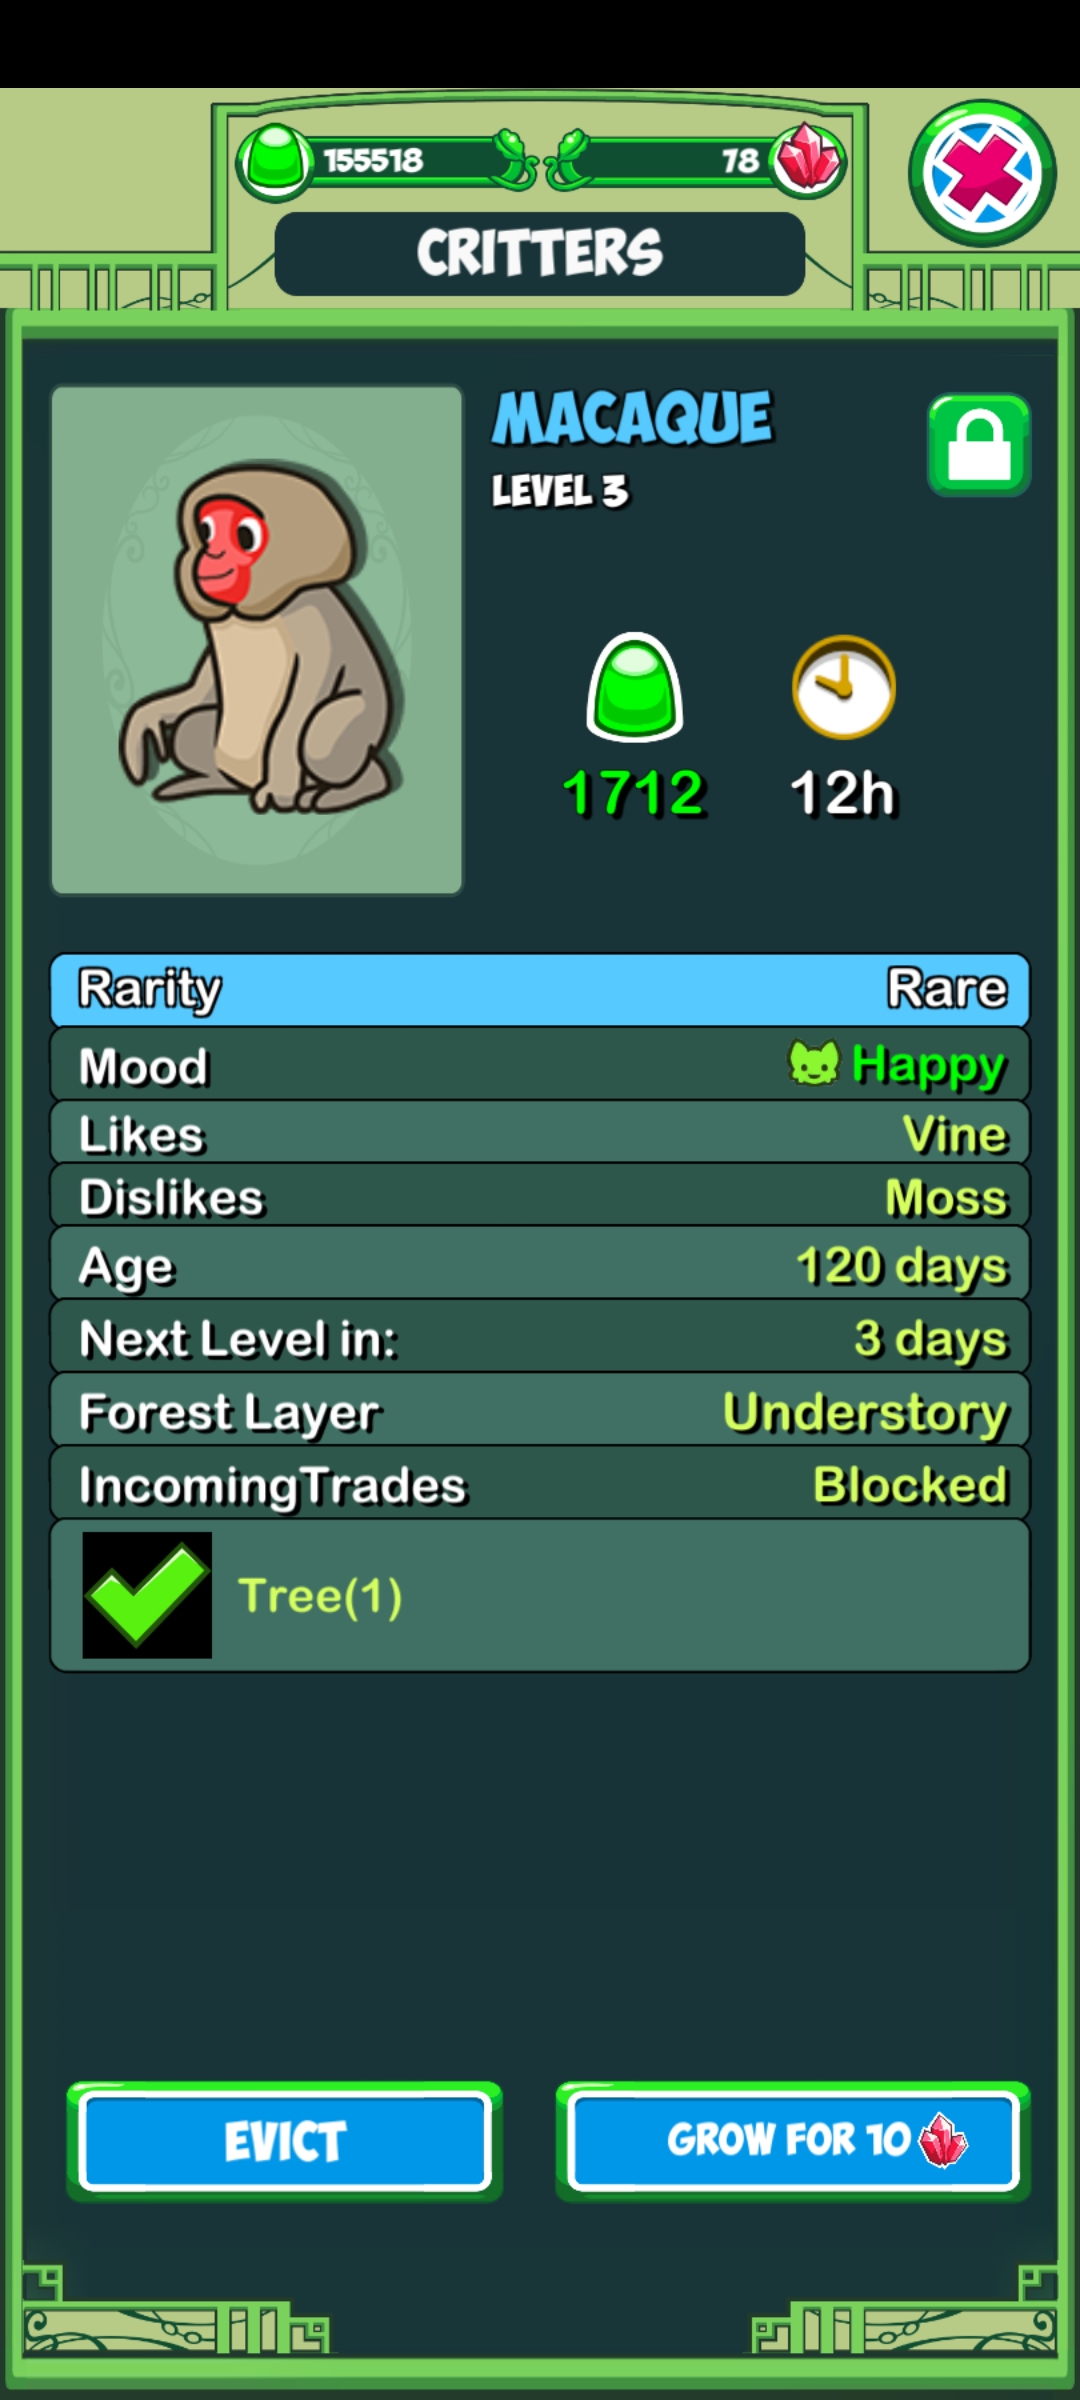 155518 78
CRITTERS
MACAQUE
LEVEL 3
1712 12h
Rarity Rare
Mood Happy
Likes Vine
Dislikes Moss
Age 120 days
Next Level in: 3 days
Forest Layer Understory
IncomingTrades Blocked
Tree(1)
EVICT GROW FOR 10